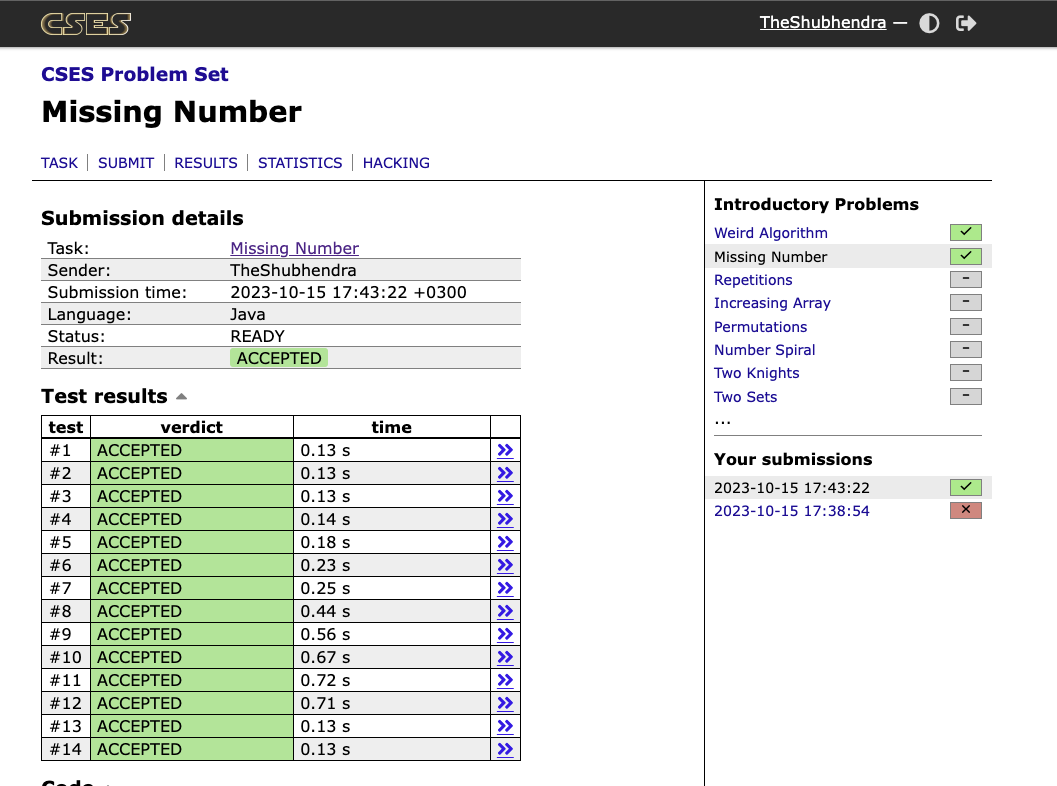 CSES
TheShubhendra —
CSES Problem Set
Missing Number
TASK | SUBMIT | RESULTS | STATISTICS | HACKING
Submission details
Task: Missing Number
Sender: TheShubhendra
Submission time: 2023-10-15 17:43:22 +0300
Language: Java
Status: READY
Result: ACCEPTED
Test results
test verdict time
#1 ACCEPTED 0.13 s »
#2 ACCEPTED 0.13 s »
#3 ACCEPTED 0.13 s »
#4 ACCEPTED 0.14 s »
#5 ACCEPTED 0.18 s »
#6 ACCEPTED 0.23 s »
#7 ACCEPTED 0.25 s »
#8 ACCEPTED 0.44 s »
#9 ACCEPTED 0.56 s »
#10 ACCEPTED 0.67 s »
#11 ACCEPTED 0.72 s »
#12 ACCEPTED 0.71 s »
#13 ACCEPTED 0.13 s »
#14 ACCEPTED 0.13 s »
Code
Introductory Problems
Weird Algorithm ✓
Missing Number ✓
Repetitions –
Increasing Array –
Permutations –
Number Spiral –
Two Knights –
Two Sets –
...
Your submissions
2023-10-15 17:43:22 ✓
2023-10-15 17:38:54 ✕